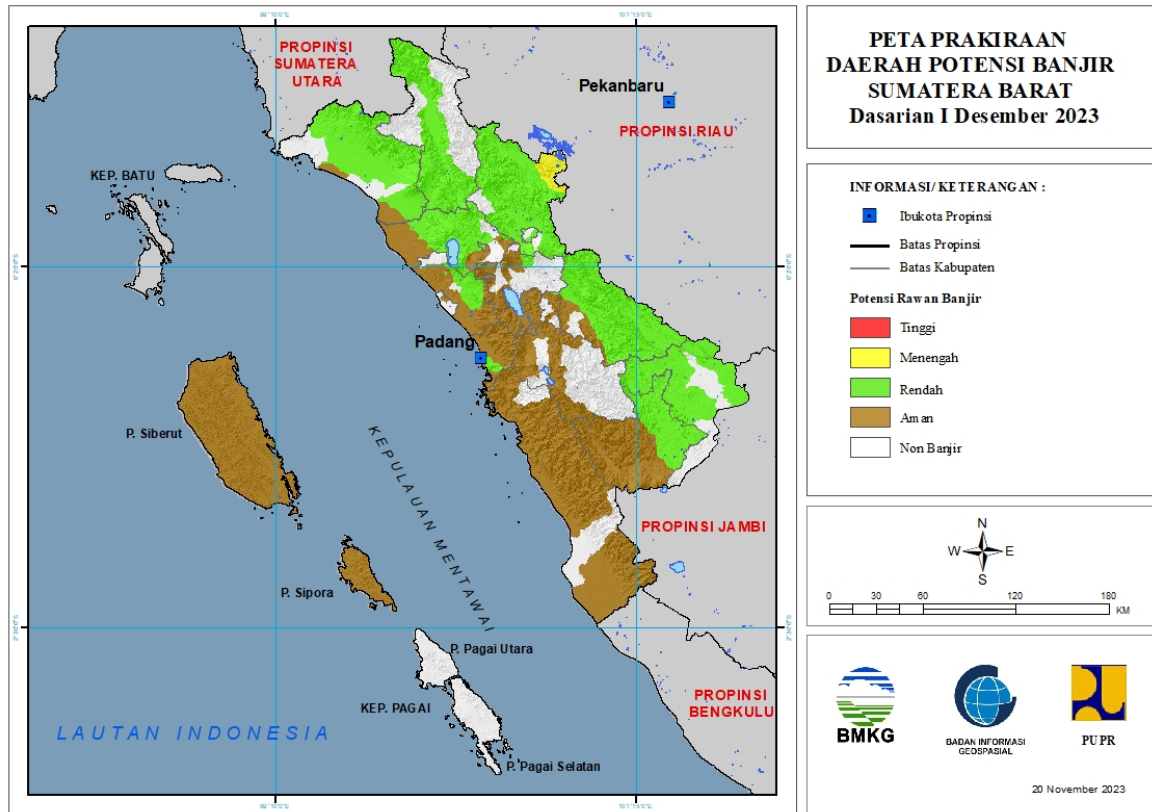 PETA PRAKIRAAN
DAERAH POTENSI BANJIR
SUMATERA BARAT
Dasarian I Desember 2023
PROPINSI
SUMATERA
UTARA
Pekanbaru
PROPINSI RIAU
KEP. BATU
Padang
P. Siberut
KEPULAUAN MENTAWAI
PROPINSI JAMBI
P. Sipora
P. Pagai Utara
KEP. PAGAI
PROPINSI
BENGKULU
LAUTAN INDONESIA
P. Pagai Selatan
INFORMASI/ KETERANGAN :
Ibukota Propinsi
Batas Propinsi
Batas Kabupaten
Potensi Rawan Banjir
Tinggi
Menengah
Rendah
Aman
Non Banjir
N
W E
S
0 30 60 120 180
KM
BMKG
BADAN INFORMASI
GEOSPASIAL
PUPR
20 November 2023